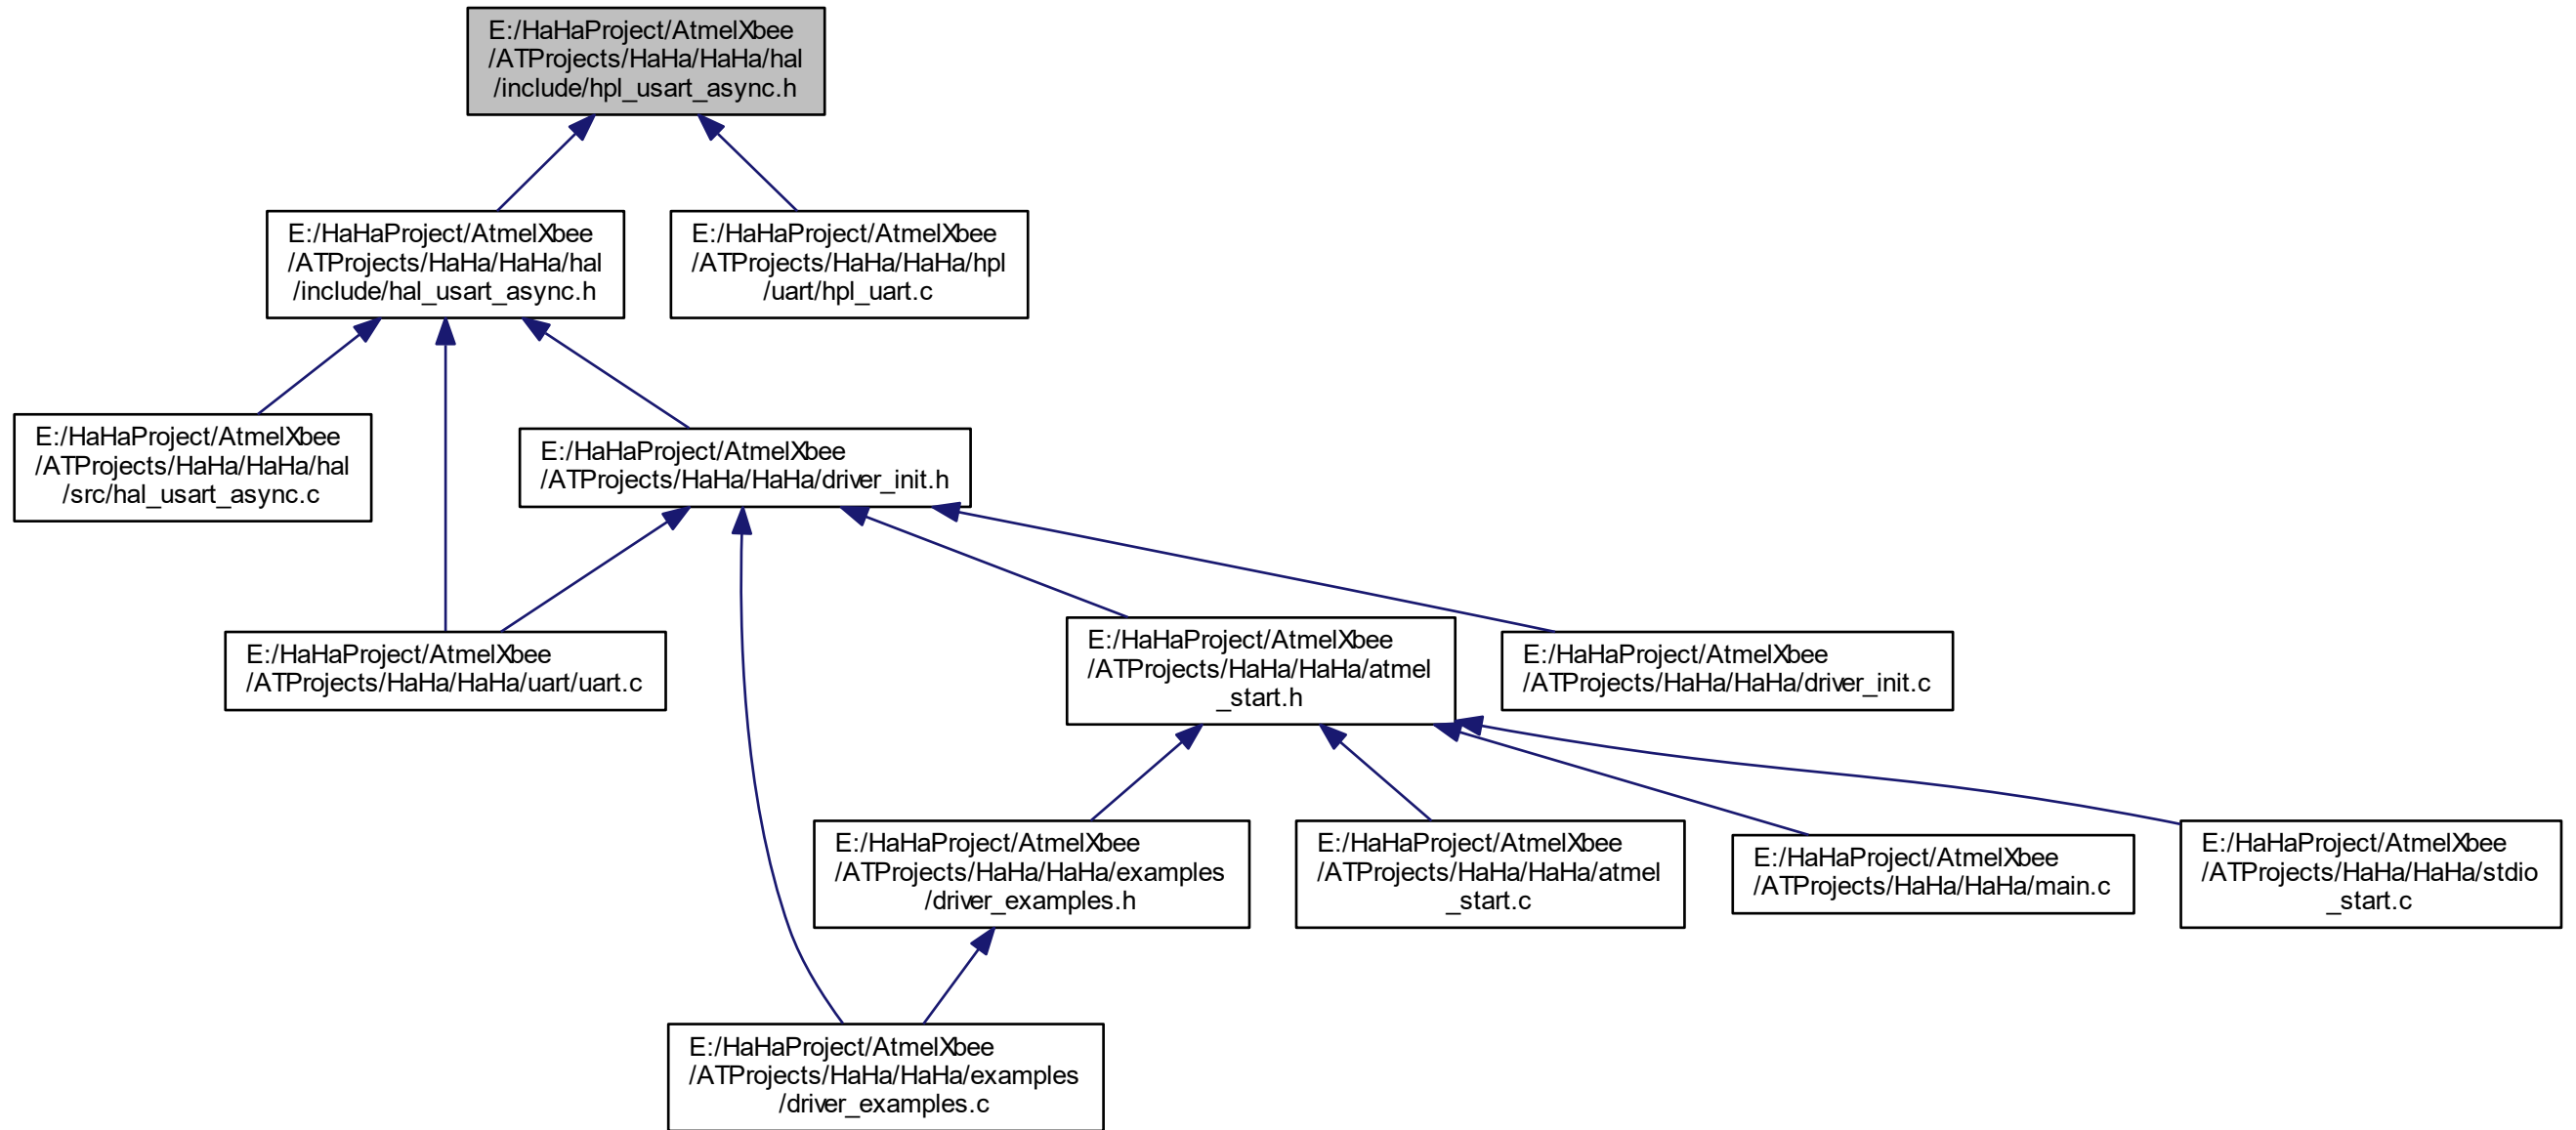 E:/HaHaProject/AtmelXbee
/ATProjects/HaHa/HaHa/hal
/include/hpl_usart_async.h
E:/HaHaProject/AtmelXbee
/ATProjects/HaHa/HaHa/hal
/include/hal_usart_async.h
E:/HaHaProject/AtmelXbee
/ATProjects/HaHa/HaHa/hpl
/uart/hpl_uart.c
E:/HaHaProject/AtmelXbee
/ATProjects/HaHa/HaHa/hal
/src/hal_usart_async.c
E:/HaHaProject/AtmelXbee
/ATProjects/HaHa/HaHa/driver_init.h
E:/HaHaProject/AtmelXbee
/ATProjects/HaHa/HaHa/uart/uart.c
E:/HaHaProject/AtmelXbee
/ATProjects/HaHa/HaHa/atmel
_start.h
E:/HaHaProject/AtmelXbee
/ATProjects/HaHa/HaHa/driver_init.c
E:/HaHaProject/AtmelXbee
/ATProjects/HaHa/HaHa/examples
/driver_examples.h
E:/HaHaProject/AtmelXbee
/ATProjects/HaHa/HaHa/atmel
_start.c
E:/HaHaProject/AtmelXbee
/ATProjects/HaHa/HaHa/main.c
E:/HaHaProject/AtmelXbee
/ATProjects/HaHa/HaHa/stdio
_start.c
E:/HaHaProject/AtmelXbee
/ATProjects/HaHa/HaHa/examples
/driver_examples.c